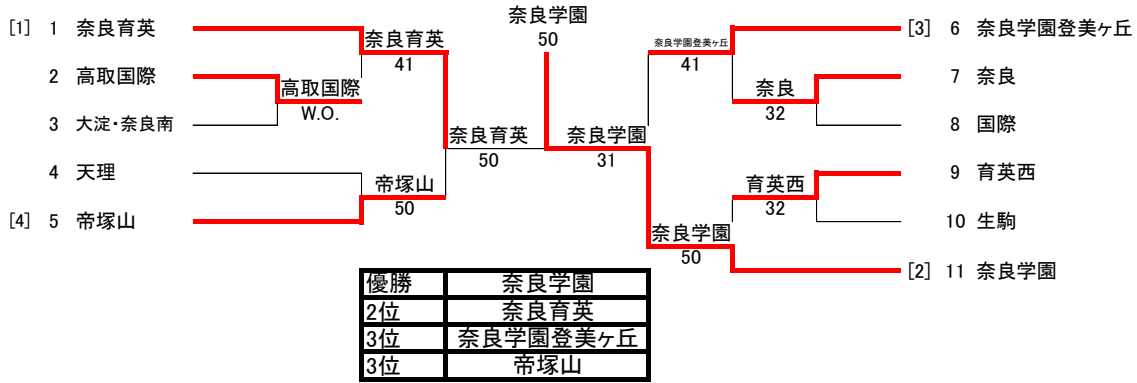 [1] 1 奈良育英
2 高取国際
3 大淀・奈良南
4 天理
[4] 5 帝塚山
高取国際
W.O.
奈良育英
41
帝塚山
50
奈良育英
50
奈良学園
50
奈良学園
31
奈良学園登美ヶ丘
41
奈良学園
50
奈良
32
育英西
32
[3] 6 奈良学園登美ヶ丘
7 奈良
8 国際
9 育英西
10 生駒
[2] 11 奈良学園
優勝 奈良学園
2位 奈良育英
3位 奈良学園登美ヶ丘
3位 帝塚山